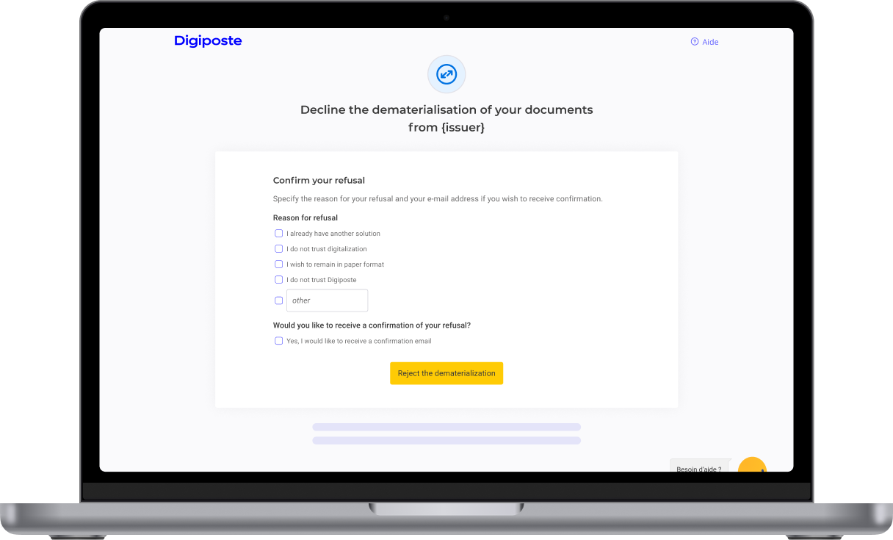 Digiposte
Aide
Decline the dematerialisation of your documents
from {issuer}
Confirm your refusal
Specify the reason for your refusal and your e-mail address if you wish to receive confirmation.
Reason for refusal
I already have another solution
I do not trust digitalization
I wish to remain in paper format
I do not trust Digiposte
other
Would you like to receive a confirmation of your refusal?
Yes, I would like to receive a confirmation email
Reject the dematerialization
Besoin d'aide ?